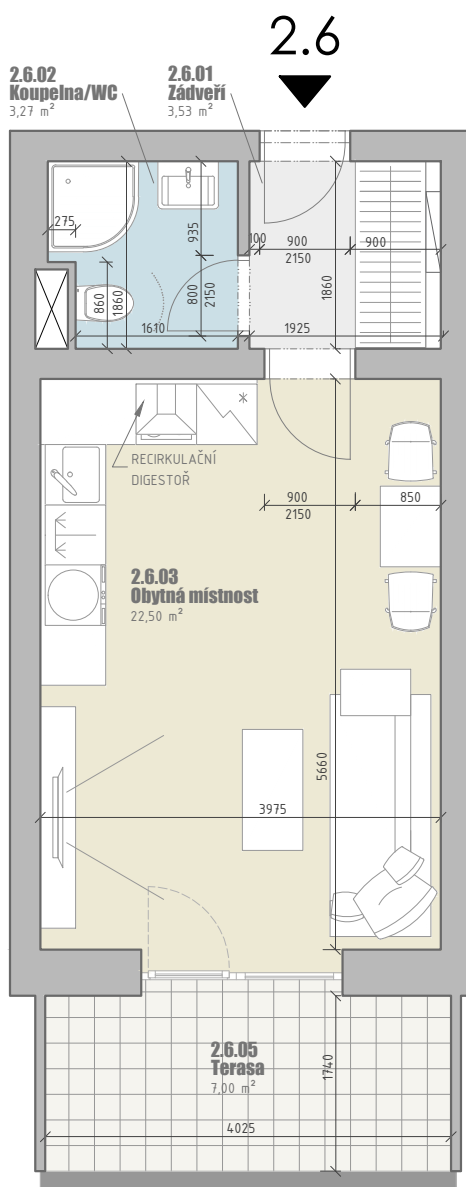 2.6
2.6.02
Koupelna/WC
3,27 m²
2.6.01
Zádveří
3,53 m²
275
935
100
900
2150
900
860
1860
800
2150
1860
1610
1925
RECIRKULAČNÍ
DIGESTOŘ
900
2150
850
2.6.03
Obytná místnost
22,50 m²
5660
3975
2.6.05
Terasa
7,00 m²
1740
4025